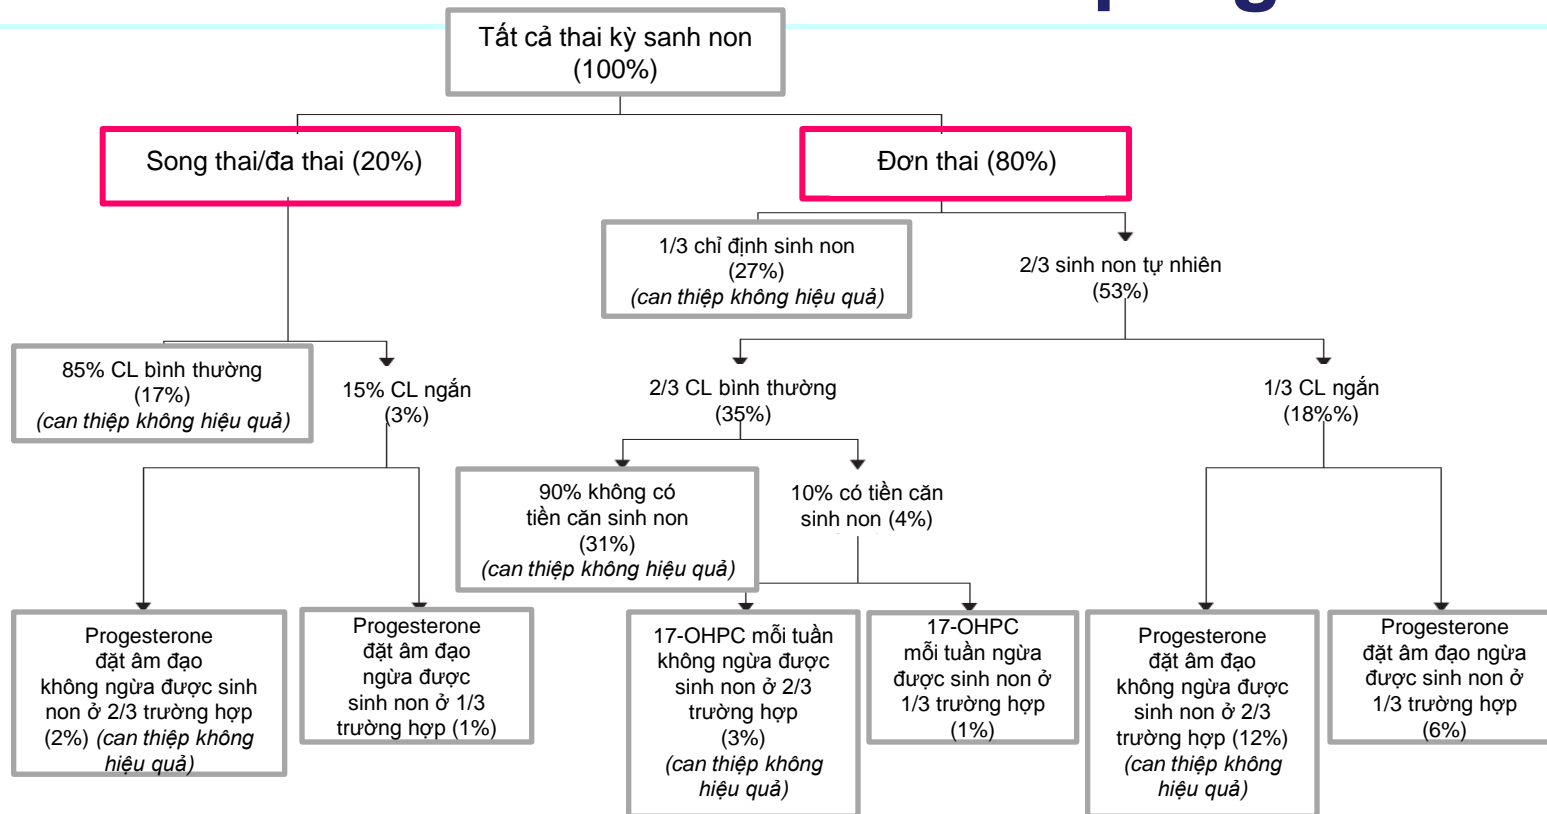 Tất cả thai kỳ sanh non
(100%)
Song thai/đa thai (20%)
Đơn thai (80%)
1/3 chỉ định sinh non
(27%)
(can thiệp không hiệu quả)
2/3 sinh non tự nhiên
(53%)
85% CL bình thường
(17%)
(can thiệp không hiệu quả)
15% CL ngắn
(3%)
2/3 CL bình thường
(35%)
1/3 CL ngắn
(18%%)
90% không có
tiền căn sinh non
(31%)
(can thiệp không hiệu quả)
10% có tiền căn
sinh non (4%)
Progesterone
đặt âm đạo
không ngừa được sinh
non ở 2/3 trường hợp
(2%) (can thiệp không
hiệu quả)
Progesterone
đặt âm đạo
ngừa được
sinh non ở 1/3
trường hợp (1%)
17-OHPC mỗi tuần
không ngừa được
sinh non ở 2/3
trường hợp
(3%)
(can thiệp không
hiệu quả)
17-OHPC
mỗi tuần ngừa
được sinh non ở
1/3 trường hợp
(1%)
Progesterone
đặt âm đạo
không ngừa được
sinh non ở 2/3
trường hợp (12%)
(can thiệp không
hiệu quả)
Progesterone
đặt âm đạo ngừa
được sinh non ở
1/3 trường hợp
(6%)